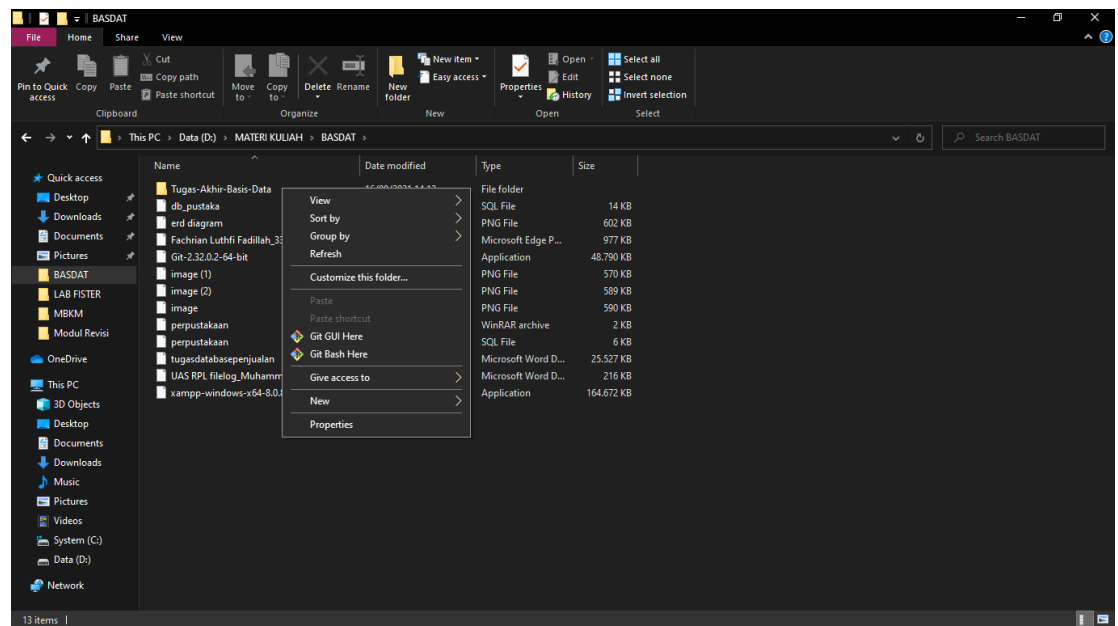 BASDAT
File Home Share View
Pin to Quick access
Copy
Paste
Cut
Copy path
Paste shortcut
Clipboard
Move to
Copy to
Delete
Rename
Organize
New folder
New item
Easy access
New
Properties
Open
Edit
History
Open
Select all
Select none
Invert selection
Select
This PC > Data (D:) > MATERI KULIAH > BASDAT >
Search BASDAT
Quick access
Desktop
Downloads
Documents
Pictures
BASDAT
LAB FISTER
MBKM
Modul Revisi
OneDrive
This PC
3D Objects
Desktop
Documents
Downloads
Music
Pictures
Videos
System (C:)
Data (D:)
Network
Name Date modified Type Size
Tugas-Akhir-Basis-Data 16/08/2021 14.12 File folder
db_pustaka SQL File 14 KB
erd diagram PNG File 602 KB
Fachrian Luthfi Fadillah_33 Microsoft Edge P... 977 KB
Git-2.32.0.2-64-bit Application 48.790 KB
image (1) PNG File 570 KB
image (2) PNG File 589 KB
image PNG File 590 KB
perpustakaan WinRAR archive 2 KB
perpustakaan SQL File 6 KB
tugasdatabasepenjualan Microsoft Word D... 25.527 KB
UAS RPL filelog_Muhamm Microsoft Word D... 216 KB
xampp-windows-x64-8.0. Application 164.672 KB
View
Sort by
Group by
Refresh
Customize this folder...
Paste
Paste shortcut
Git GUI Here
Git Bash Here
Give access to
New
Properties
13 items